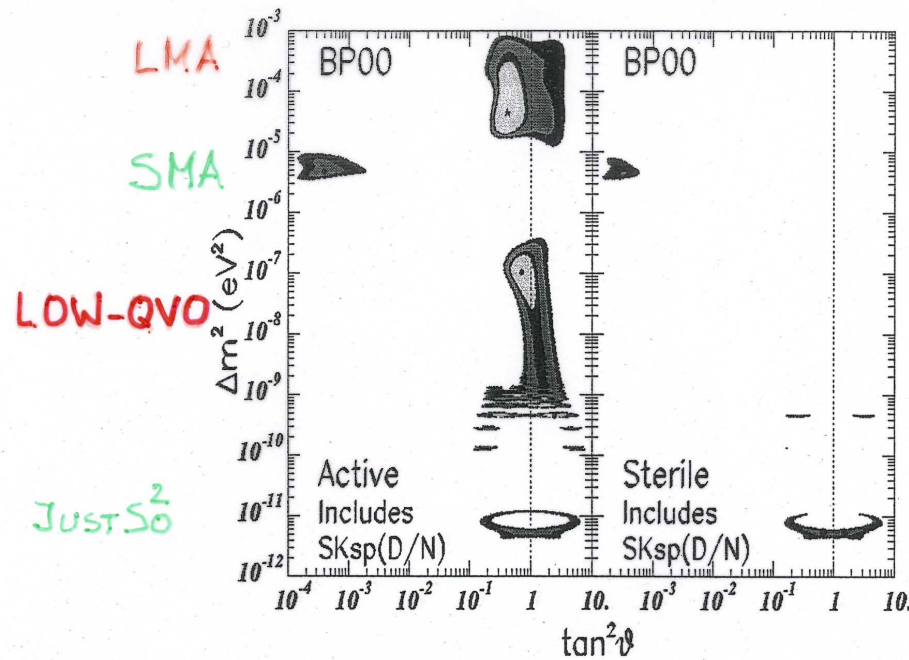 LMA
SMA
LOW-QVO
JUST SO²
Δm² (eV²)
10⁻³
10⁻⁴
10⁻⁵
10⁻⁶
10⁻⁷
10⁻⁸
10⁻⁹
10⁻¹⁰
10⁻¹¹
10⁻¹²
BP00
Active
Includes
SKsp(D/N)
BP00
Sterile
Includes
SKsp(D/N)
10⁻⁴ 10⁻³ 10⁻² 10⁻¹ 1 10. 10⁻³ 10⁻² 10⁻¹ 1 10.
tan²ϑ